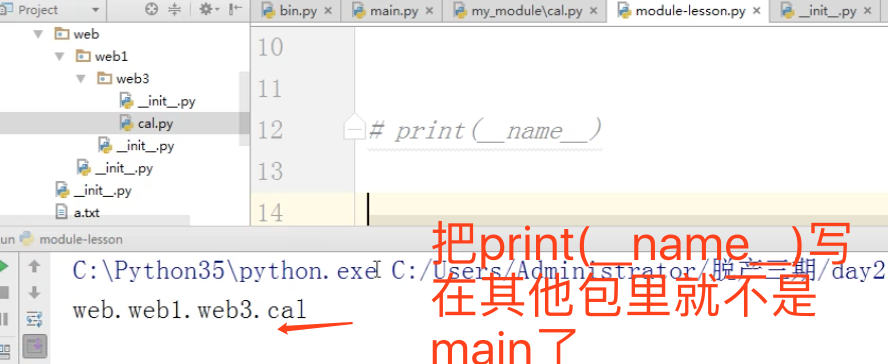 Project
bin.py
main.py
my_module\cal.py
module-lesson.py
__init__.py
web
web1
web3
__init__.py
cal.py
__init__.py
__init__.py
__init__.py
a.txt
10
11
12
# print(__name__)
13
14
un module-lesson
C:\Python35\python.exe C:/Users/Administrator/脱产三期/day2
web.web1.web3.cal
把print(__name__)写
在其他包里就不是
main了